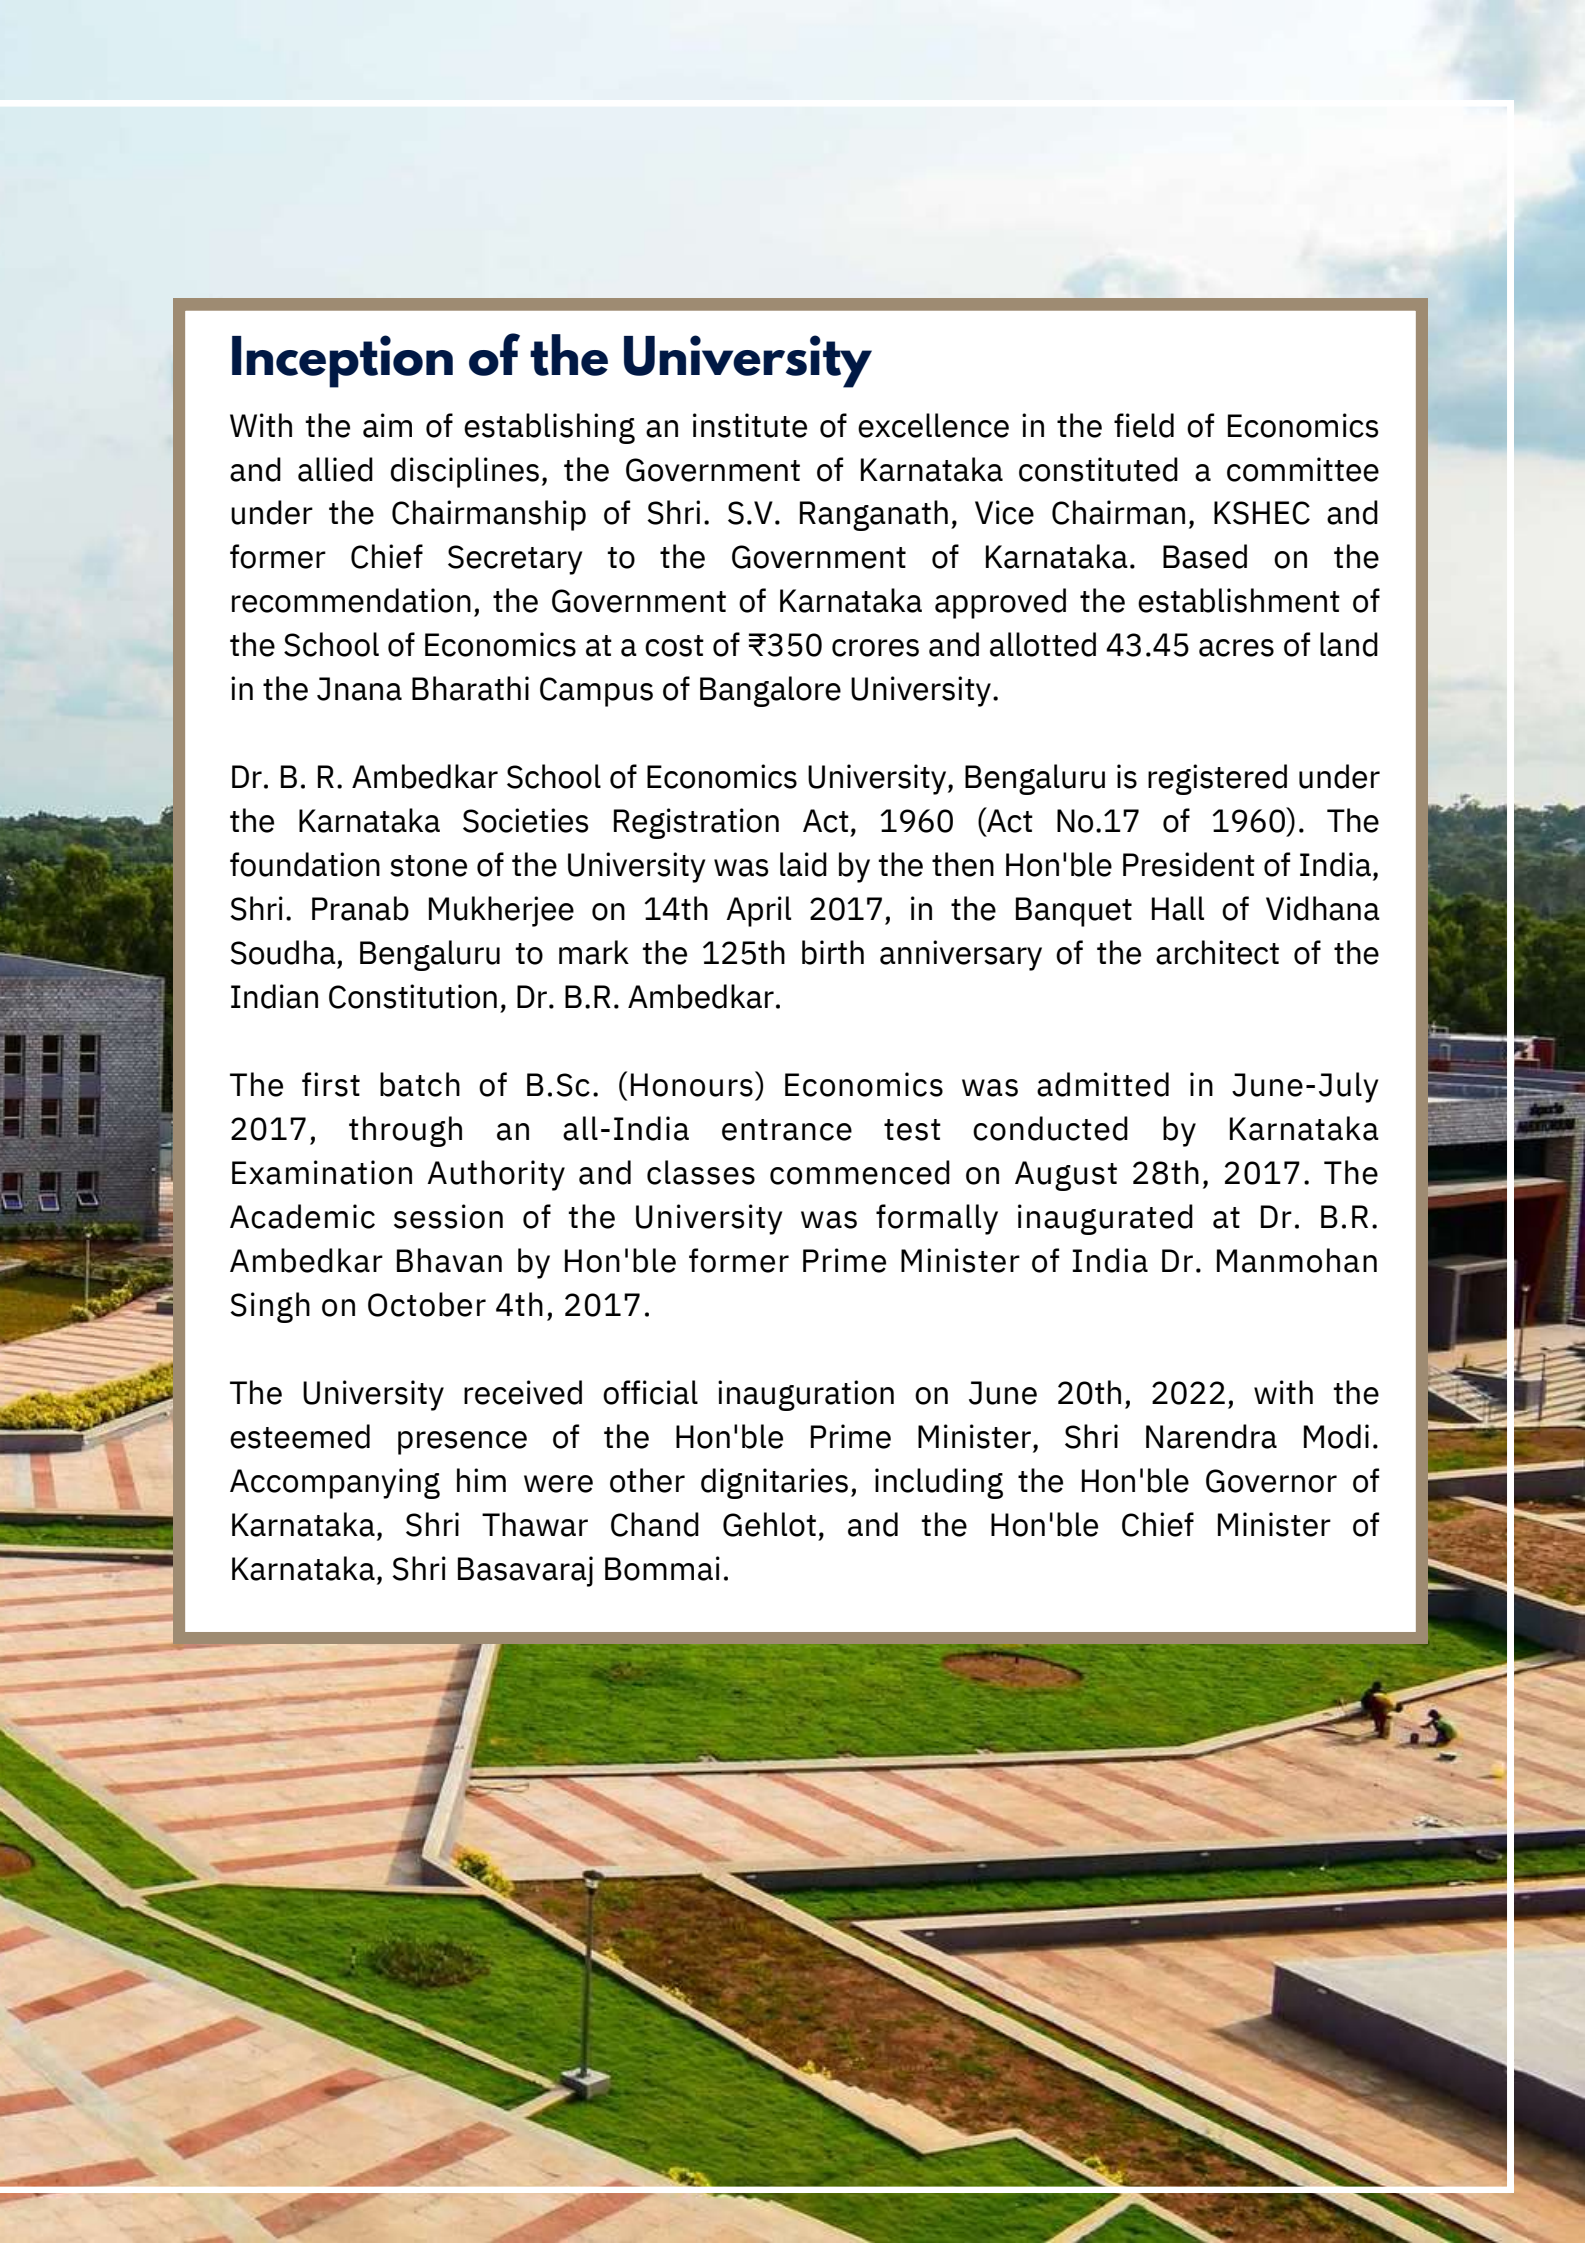 Inception of the University
With the aim of establishing an institute of excellence in the field of Economics
and allied disciplines, the Government of Karnataka constituted a committee
under the Chairmanship of Shri. S.V. Ranganath, Vice Chairman, KSHEC and
former Chief Secretary to the Government of Karnataka. Based on the
recommendation, the Government of Karnataka approved the establishment of
the School of Economics at a cost of ₹350 crores and allotted 43.45 acres of land
in the Jnana Bharathi Campus of Bangalore University.
Dr. B. R. Ambedkar School of Economics University, Bengaluru is registered under
the Karnataka Societies Registration Act, 1960 (Act No.17 of 1960). The
foundation stone of the University was laid by the then Hon'ble President of India,
Shri. Pranab Mukherjee on 14th April 2017, in the Banquet Hall of Vidhana
Soudha, Bengaluru to mark the 125th birth anniversary of the architect of the
Indian Constitution, Dr. B.R. Ambedkar.
The first batch of B.Sc. (Honours) Economics was admitted in June-July
2017, through an all-India entrance test conducted by Karnataka
Examination Authority and classes commenced on August 28th, 2017. The
Academic session of the University was formally inaugurated at Dr. B.R.
Ambedkar Bhavan by Hon'ble former Prime Minister of India Dr. Manmohan
Singh on October 4th, 2017.
The University received official inauguration on June 20th, 2022, with the
esteemed presence of the Hon'ble Prime Minister, Shri Narendra Modi.
Accompanying him were other dignitaries, including the Hon'ble Governor of
Karnataka, Shri Thawar Chand Gehlot, and the Hon'ble Chief Minister of
Karnataka, Shri Basavaraj Bommai.
AUDITORIUM